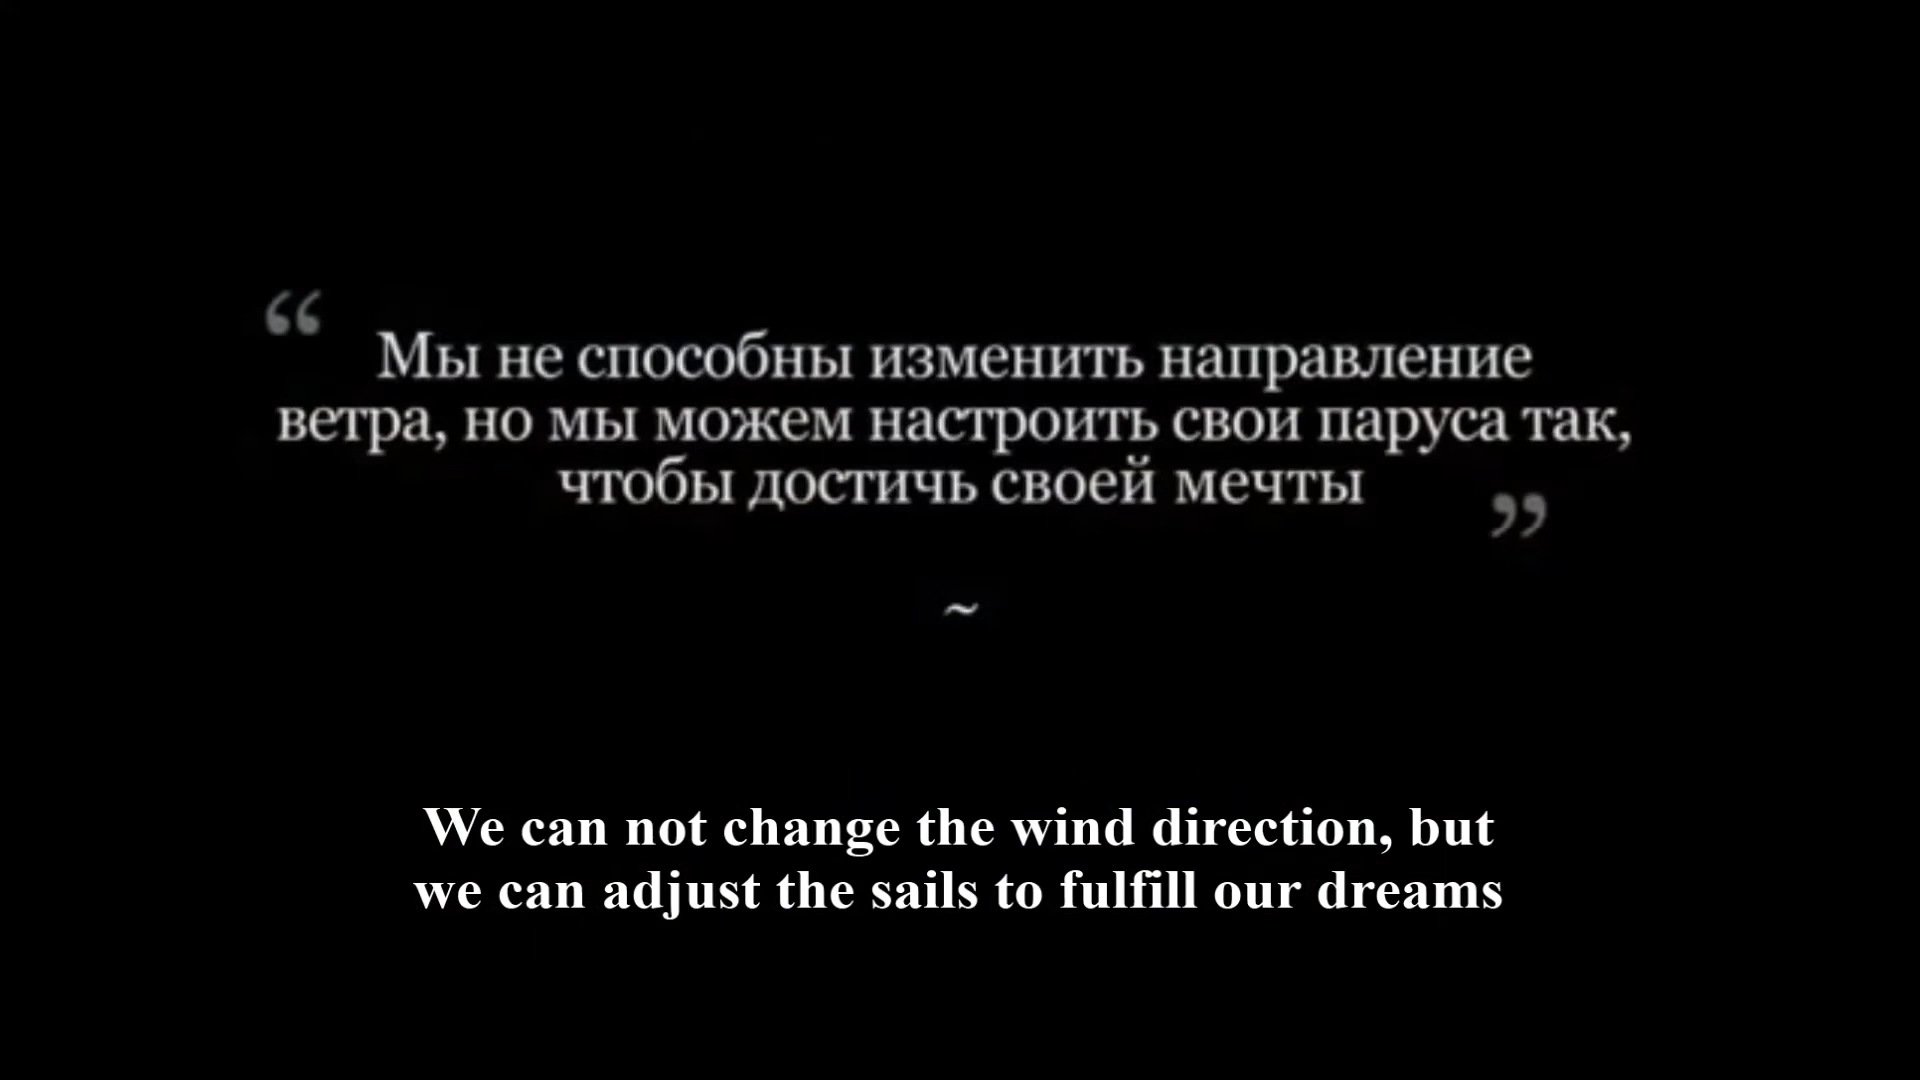 “Мы не способны изменить направление
ветра, но мы можем настроить свои паруса так,
чтобы достичь своей мечты”
~
We can not change the wind direction, but
we can adjust the sails to fulfill our dreams